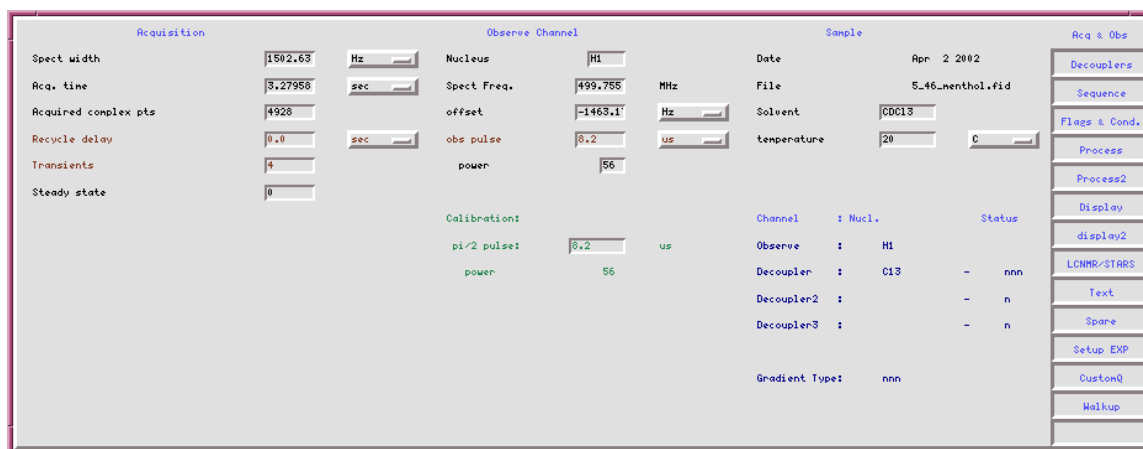 Acquisition Observe Channel Sample Acq & Obs
Spect width 1502.63 Hz Nucleus H1 Date Apr 2 2002
Decouplers
Acq. time 3.27958 sec Spect Freq. 499.755 MHz File 5_46_menthol.fid
Sequence
Acquired complex pts 4928 offset -1463.1 Hz Solvent CDCl3
Flags & Cond.
Recycle delay 0.0 sec obs pulse 8.2 us temperature 20 C
Process
Transients 4 power 56
Process2
Steady state 0
Display
Calibration: Channel : Nucl. Status
display2
pi/2 pulse: 8.2 us Observe : H1
LCNMR/STARS
power 56 Decoupler : C13 - nnn
Text
Decoupler2 : - n
Spare
Decoupler3 : - n
Setup EXP
Gradient Type: nnn CustomQ
Walkup